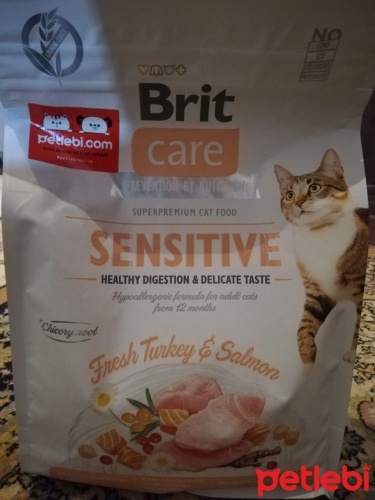 NO
Brit
care
petlebi.com
PREVENTION BY
SUPERPREMIUM CAT FOOD
SENSITIVE
HEALTHY DIGESTION & DELICATE TASTE
Hypoallergenic formula for adult cats
from 12 months
+ Chicory root
Fresh Turkey & Salmon
petlebi